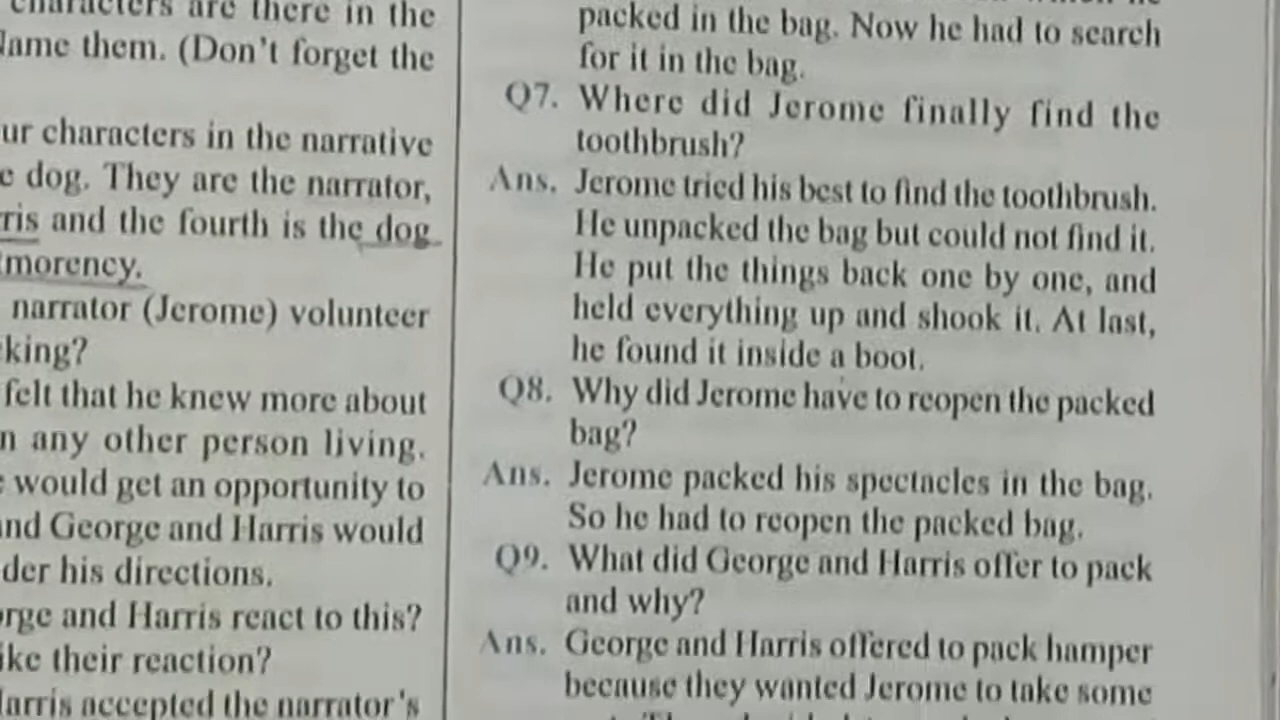 characters are there in the
Name them. (Don't forget the
ur characters in the narrative
e dog. They are the narrator,
ris and the fourth is the dog
morency.
narrator (Jerome) volunteer
king?
felt that he knew more about
n any other person living.
would get an opportunity to
and George and Harris would
der his directions.
orge and Harris react to this?
ike their reaction?
Harris accepted the narrator's
packed in the bag. Now he had to search
for it in the bag.
Q7. Where did Jerome finally find the
toothbrush?
Ans. Jerome tried his best to find the toothbrush.
He unpacked the bag but could not find it.
He put the things back one by one, and
held everything up and shook it. At last,
he found it inside a boot.
Q8. Why did Jerome have to reopen the packed
bag?
Ans. Jerome packed his spectacles in the bag.
So he had to reopen the packed bag.
Q9. What did George and Harris offer to pack
and why?
Ans. George and Harris offered to pack hamper
because they wanted Jerome to take some